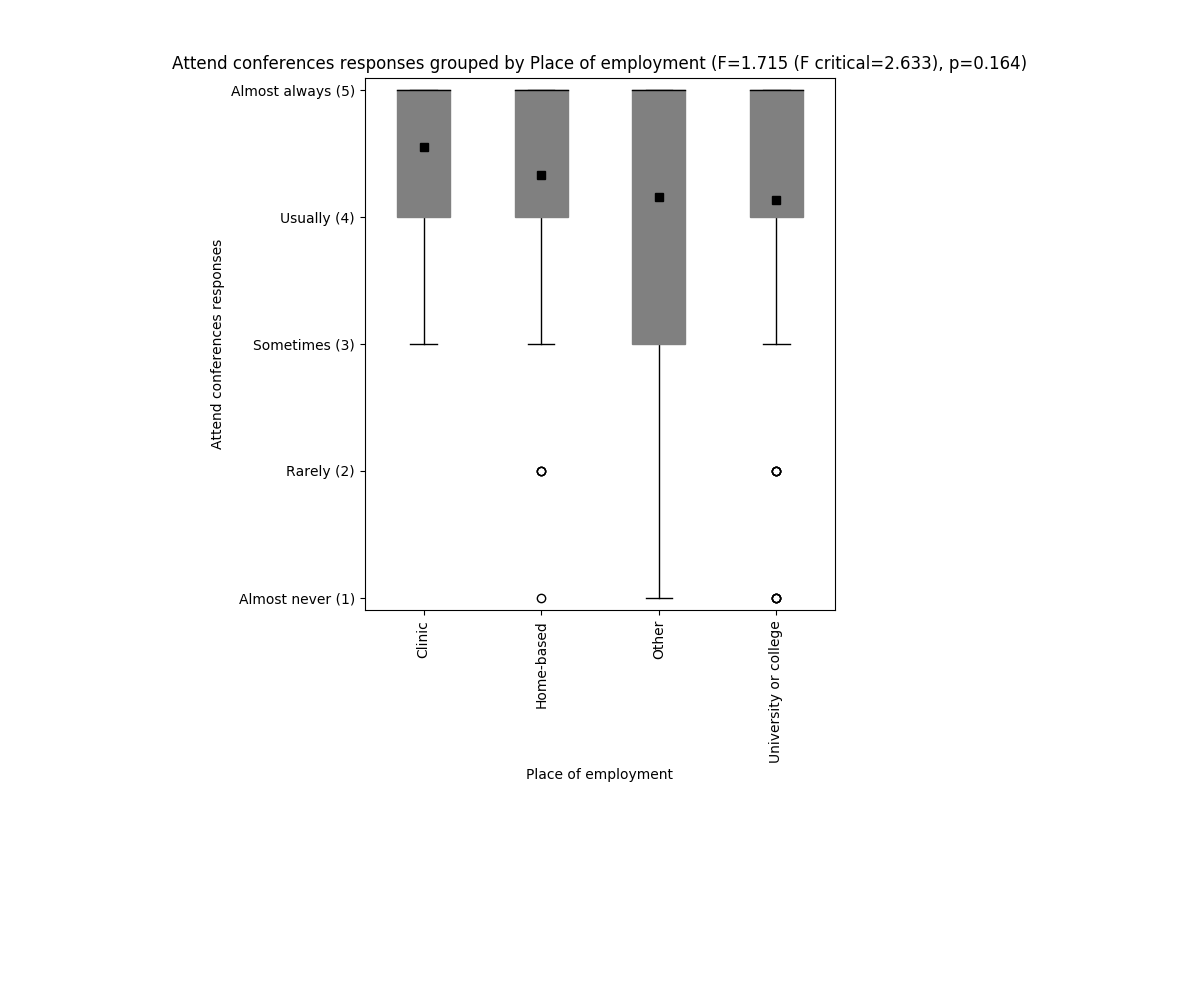 Attend conferences responses grouped by Place of employment (F=1.715 (F critical=2.633), p=0.164)
Almost always (5)
Usually (4)
Sometimes (3)
Rarely (2)
Almost never (1)
Attend conferences responses
Clinic
Home-based
Other
University or college
Place of employment